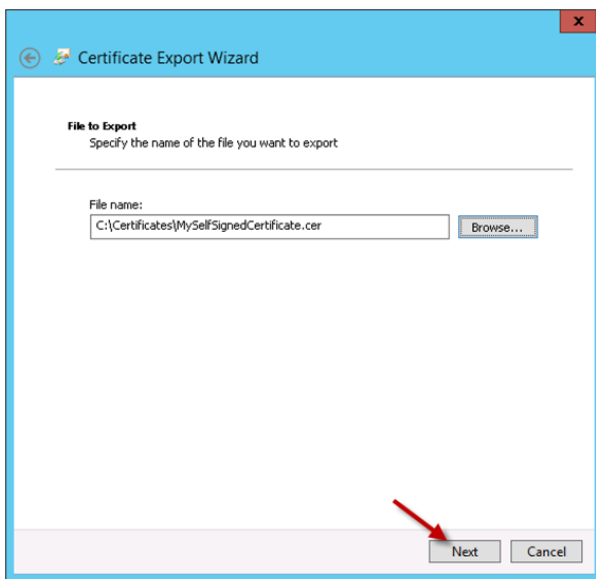 x
Certificate Export Wizard
File to Export
Specify the name of the file you want to export
File name:
C:\Certificates\MySelfSignedCertificate.cer
Browse...
Next
Cancel